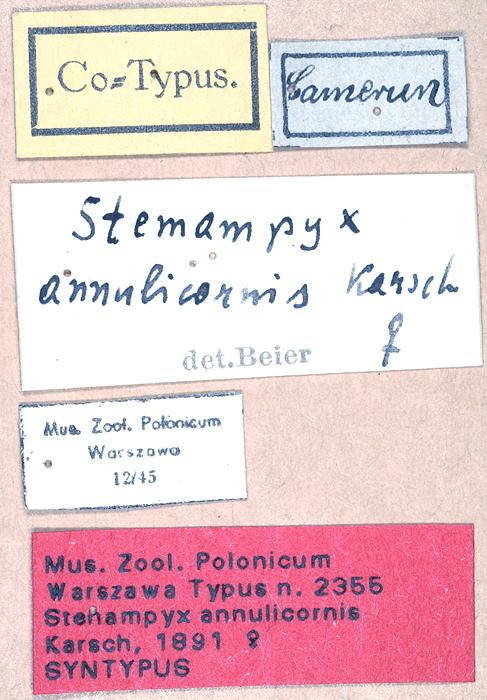 Co=Typus.
Camerun
Stemampyx
annulicornis Karsch
♀
det.Beier
Mus. Zool. Polonicum
Warszawa
12/45
Mus. Zool. Polonicum
Warszawa Typus n. 2355
Stenampyx annulicornis
Karsch, 1891 ♀
SYNTYPUS